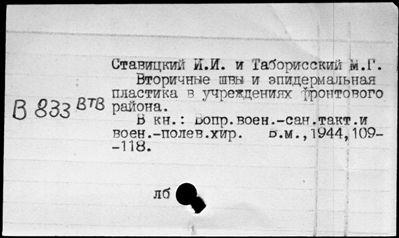 Ставицкий И.И. и Таборисский М.Г.
Вторичные швы и эпидермальная
пластика в учреждениях фронтового
района.
В 833 ВТВ
В кн.: Вопр.воен.-сан.такт.и
воен.-полев.хир. Б.м.,1944,109-
-118.
лб